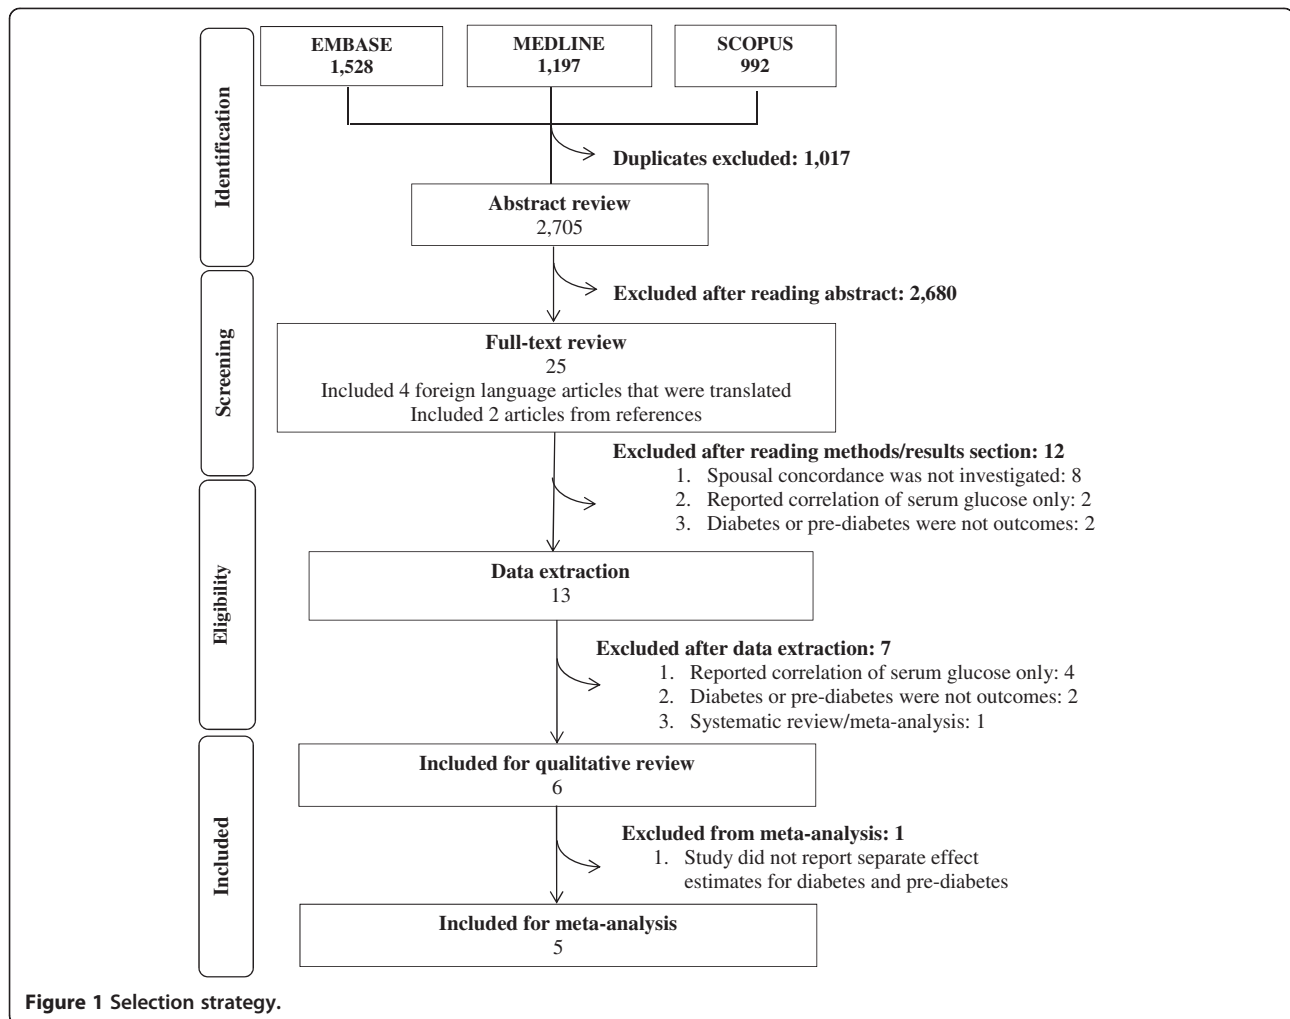 EMBASE
1,528
MEDLINE
1,197
SCOPUS
992
Identification
Duplicates excluded: 1,017
Abstract review
2,705
Screening
Excluded after reading abstract: 2,680
Full-text review
25
Included 4 foreign language articles that were translated
Included 2 articles from references
Excluded after reading methods/results section: 12
1. Spousal concordance was not investigated: 8
2. Reported correlation of serum glucose only: 2
3. Diabetes or pre-diabetes were not outcomes: 2
Eligibility
Data extraction
13
Excluded after data extraction: 7
1. Reported correlation of serum glucose only: 4
2. Diabetes or pre-diabetes were not outcomes: 2
3. Systematic review/meta-analysis: 1
Included
Included for qualitative review
6
Excluded from meta-analysis: 1
1. Study did not report separate effect
estimates for diabetes and pre-diabetes
Included for meta-analysis
5
Figure 1 Selection strategy.